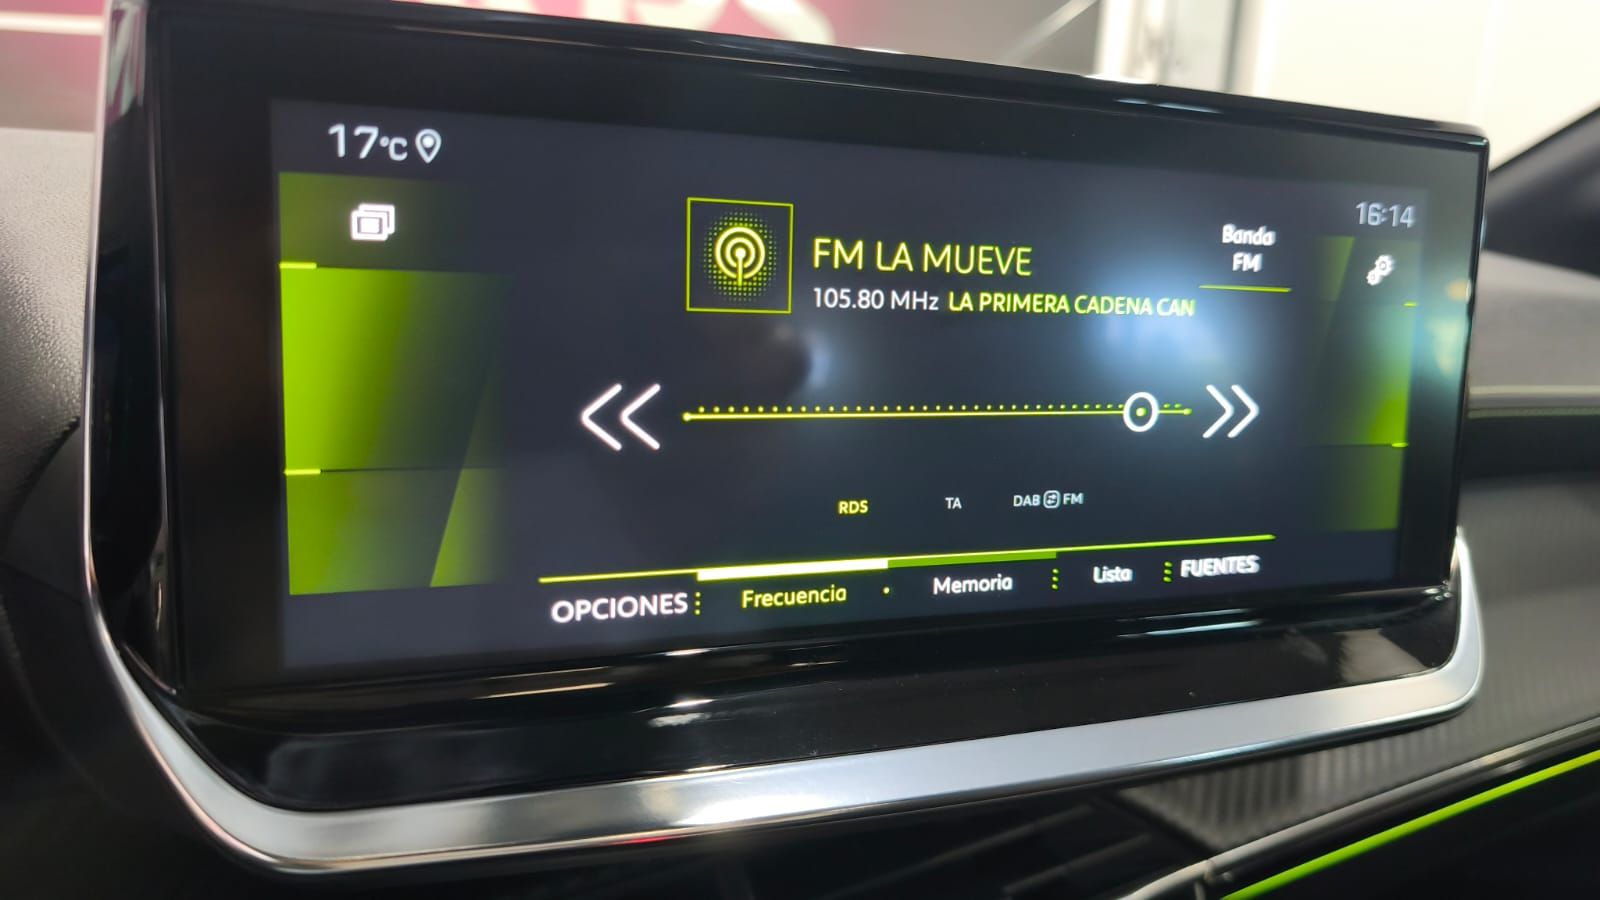 17°C
16:14
Banda
FM
FM LA MUEVE
105.80 MHz LA PRIMERA CADENA CAN
RDS TA DAB FM
OPCIONES Frecuencia Memoria Lista FUENTES